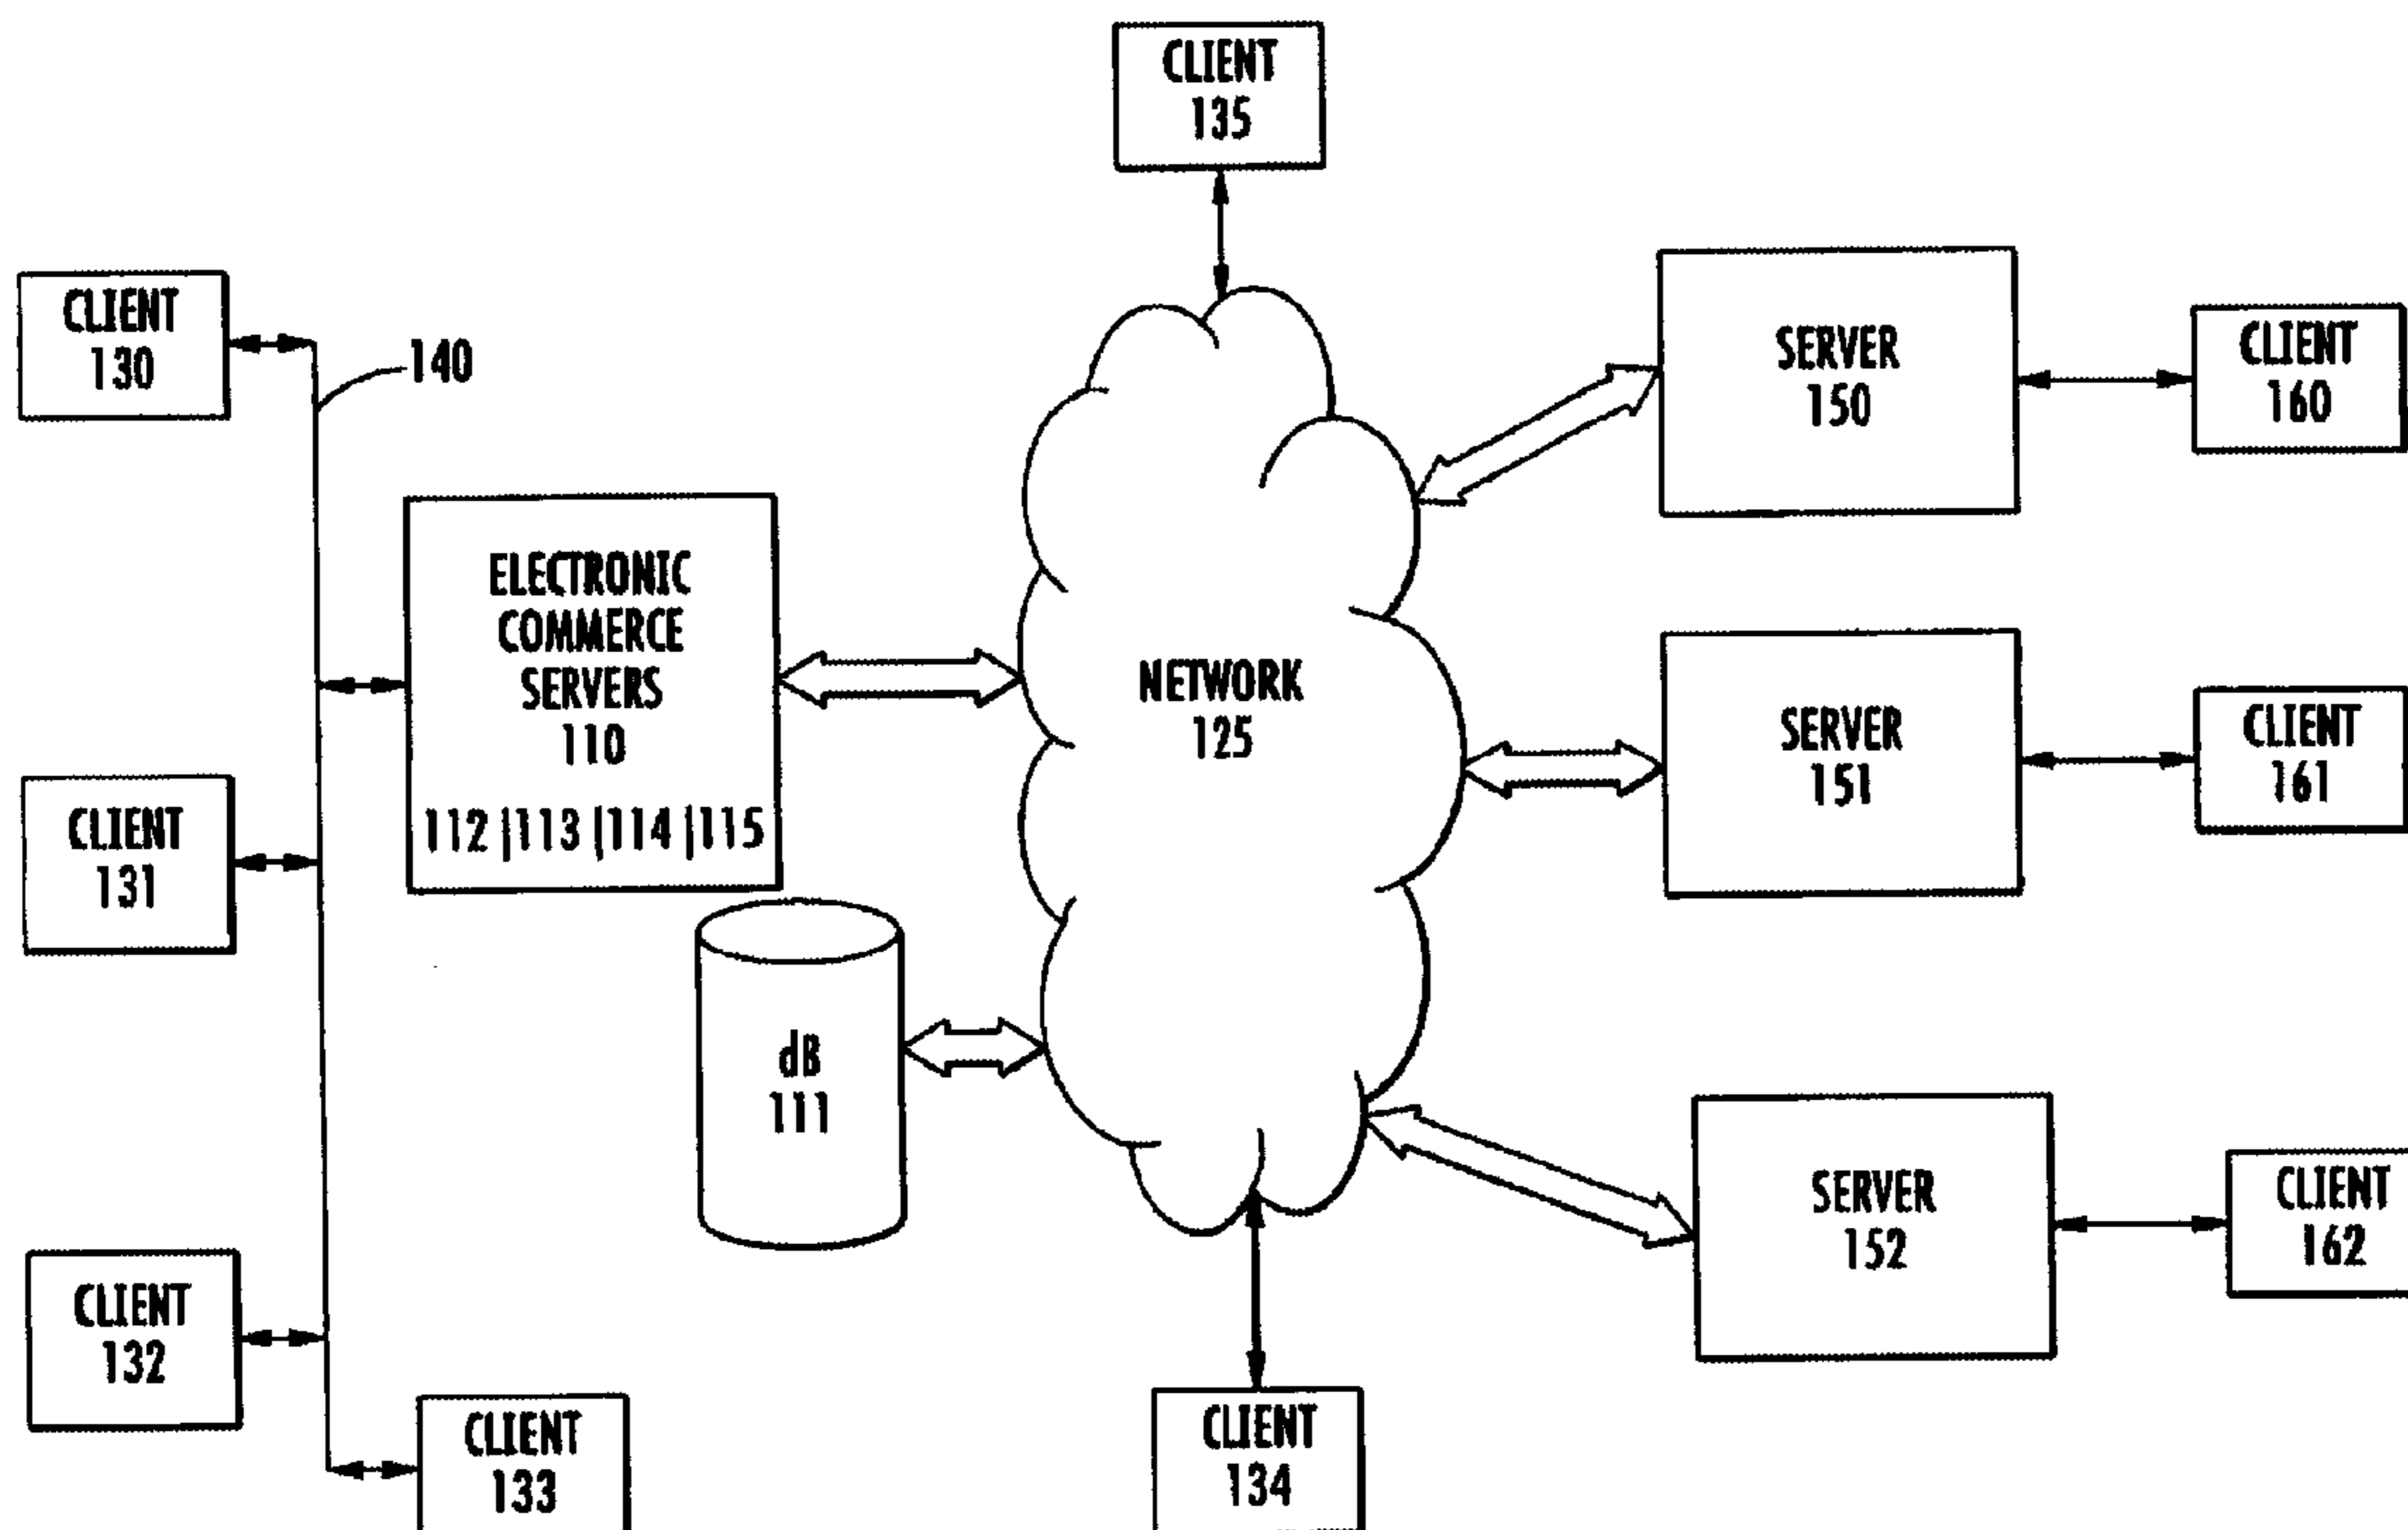 CLIENT
135
CLIENT
130
140
SERVER
150
CLIENT
160
ELECTRONIC
COMMERCE
SERVERS
110
112 | 113 | 114 | 115
NETWORK
125
SERVER
151
CLIENT
161
CLIENT
131
dB
111
SERVER
152
CLIENT
162
CLIENT
132
CLIENT
133
CLIENT
134